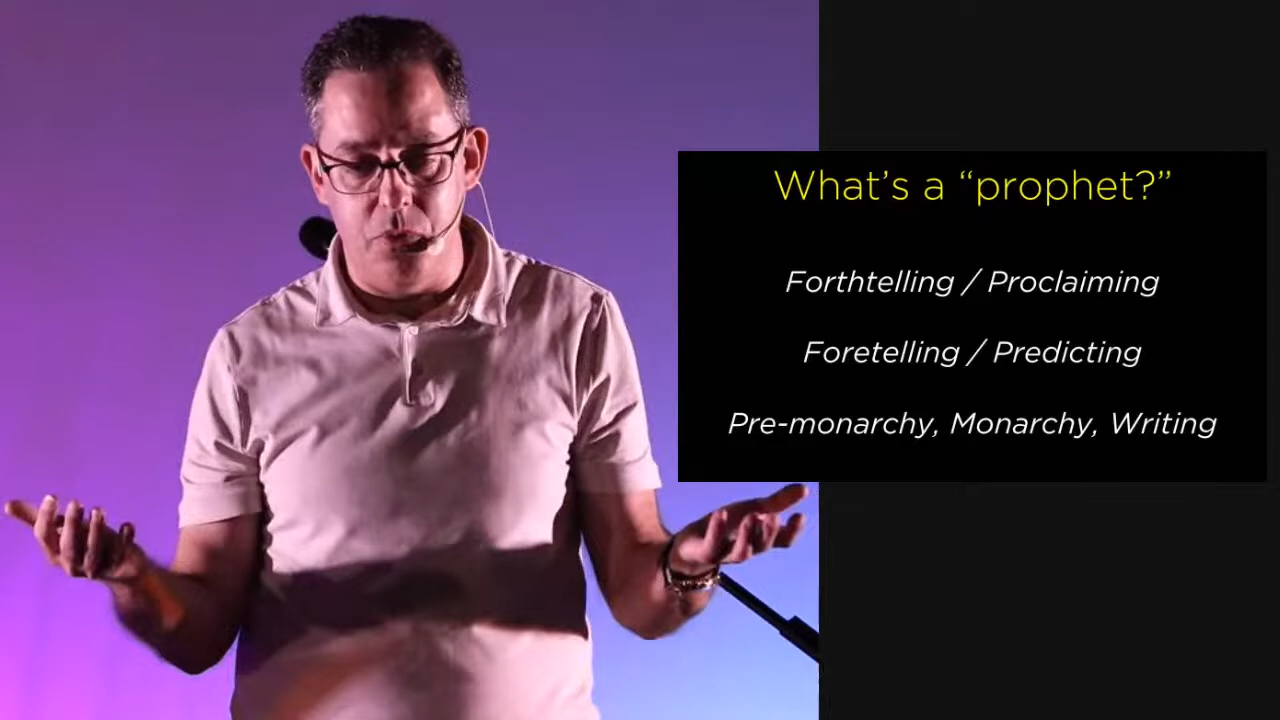 What's a “prophet?”
Forthtelling / Proclaiming
Foretelling / Predicting
Pre-monarchy, Monarchy, Writing